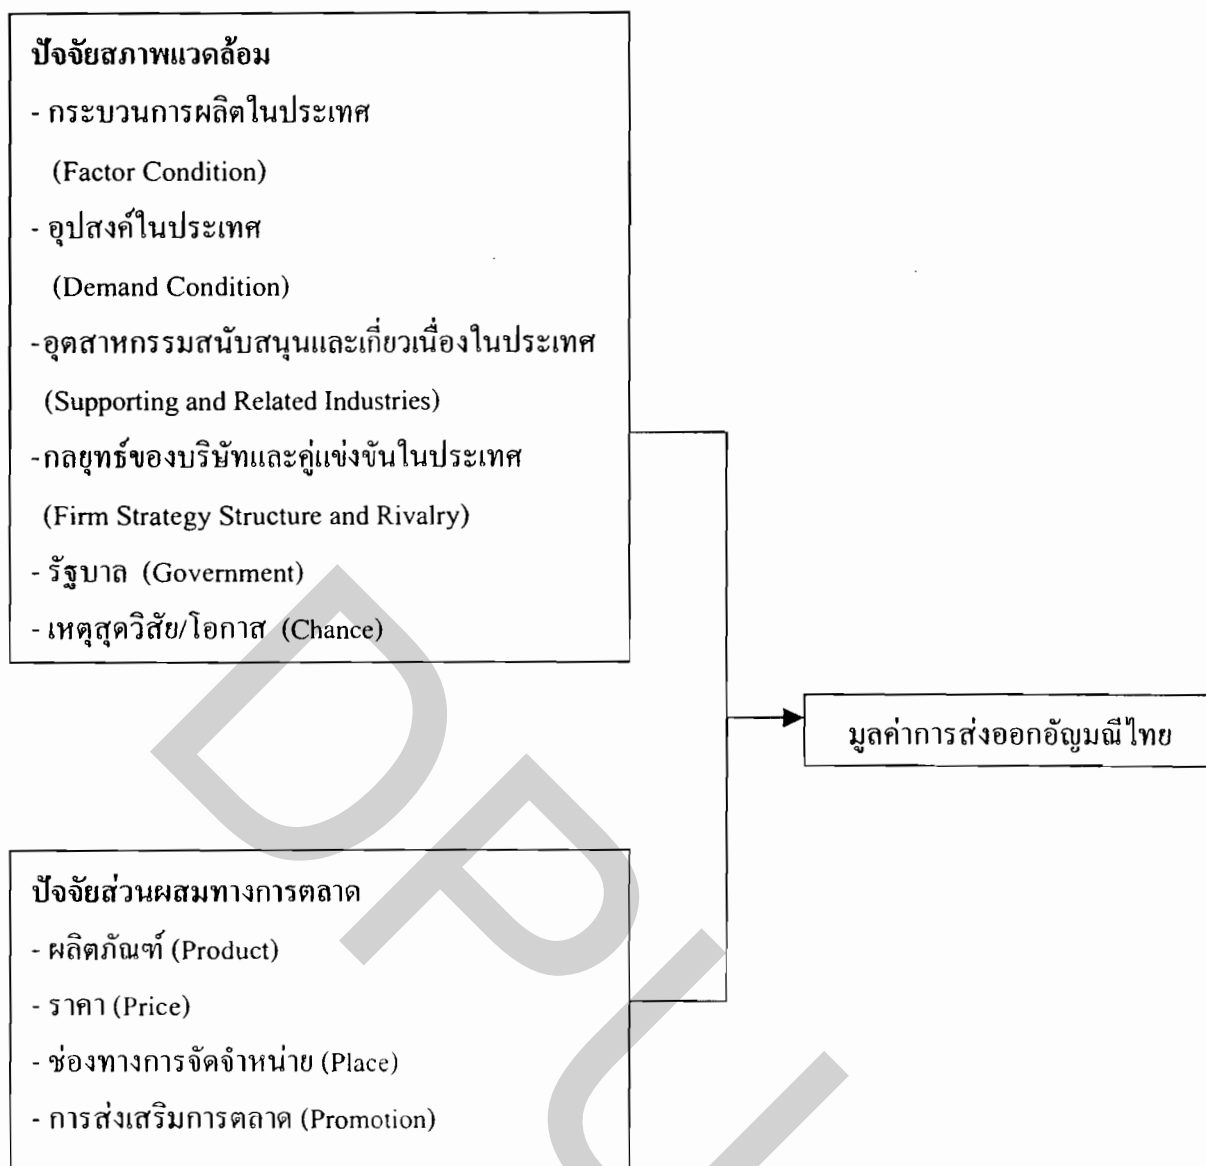 ปัจจัยสภาพแวดล้อม
- กระบวนการผลิตในประเทศ
(Factor Condition)
- อุปสงค์ในประเทศ
(Demand Condition)
-อุตสาหกรรมสนับสนุนและเกี่ยวเนื่องในประเทศ
(Supporting and Related Industries)
-กลยุทธ์ของบริษัทและคู่แข่งขันในประเทศ
(Firm Strategy Structure and Rivalry)
- รัฐบาล (Government)
- เหตุสุดวิสัย/โอกาส (Chance)
มูลค่าการส่งออกอัญมณีไทย
ปัจจัยส่วนผสมทางการตลาด
- ผลิตภัณฑ์ (Product)
- ราคา (Price)
- ช่องทางการจัดจำหน่าย (Place)
- การส่งเสริมการตลาด (Promotion)
DPU